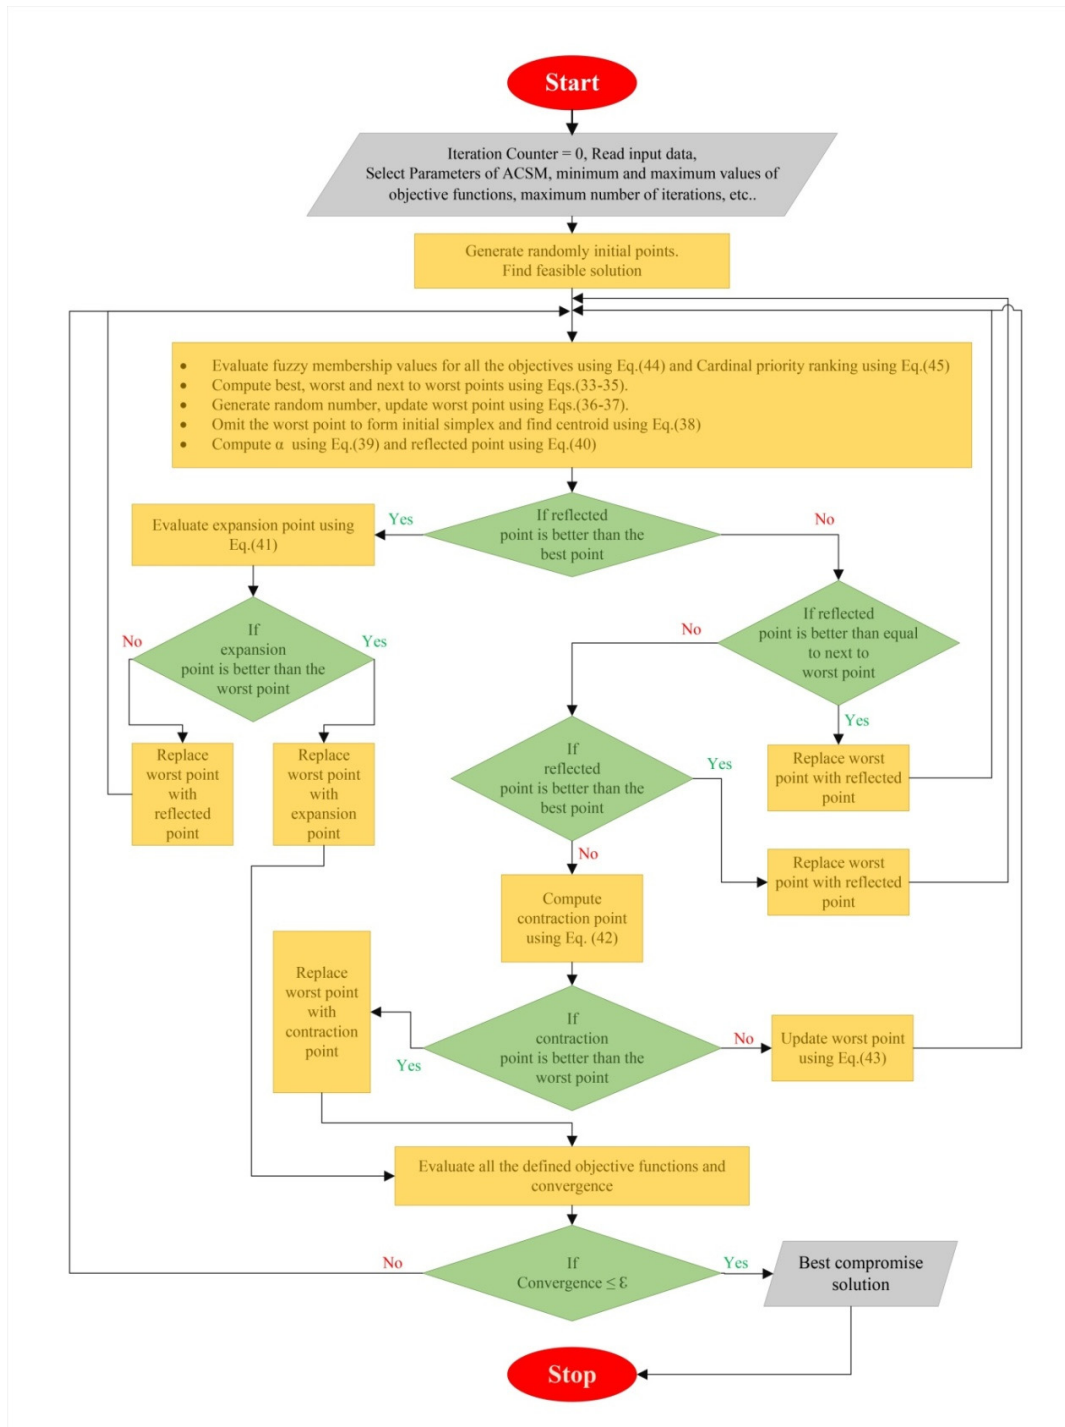 Start
Iteration Counter = 0, Read input data,
Select Parameters of ACSM, minimum and maximum values of
objective functions, maximum number of iterations, etc..
Generate randomly initial points.
Find feasible solution
• Evaluate fuzzy membership values for all the objectives using Eq.(44) and Cardinal priority ranking using Eq.(45)
• Compute best, worst and next to worst points using Eqs.(33-35).
• Generate random number, update worst point using Eqs.(36-37).
• Omit the worst point to form initial simplex and find centroid using Eq.(38)
• Compute α using Eq.(39) and reflected point using Eq.(40)
If reflected
point is better than the
best point
Yes
No
Evaluate expansion point using
Eq.(41)
If
expansion
point is better than the
worst point
No
Yes
If reflected
point is better than equal
to next to
worst point
No
Yes
Replace
worst point
with
reflected
point
Replace
worst point
with
expansion
point
If
reflected
point is better than the
best point
Yes
No
Replace worst
point with reflected
point
Replace worst
point with reflected
point
Compute
contraction point
using Eq. (42)
Replace
worst point
with
contraction
point
If
contraction
point is better than the
worst point
Yes
No
Update worst point
using Eq.(43)
Evaluate all the defined objective functions and
convergence
If
Convergence ≤ Ɛ
No
Yes
Best compromise
solution
Stop